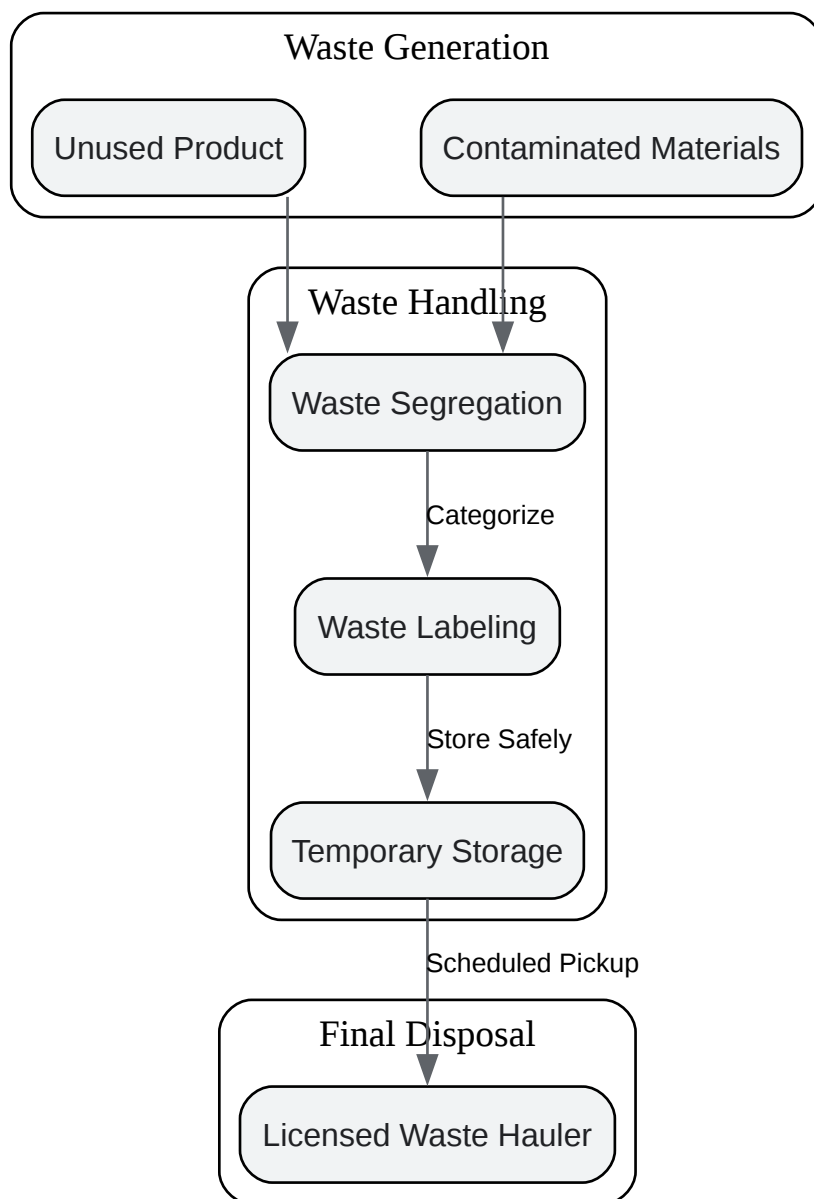 Waste Generation
Unused Product
Contaminated Materials
Waste Handling
Waste Segregation
Categorize
Waste Labeling
Store Safely
Temporary Storage
Scheduled Pickup
Final Disposal
Licensed Waste Hauler